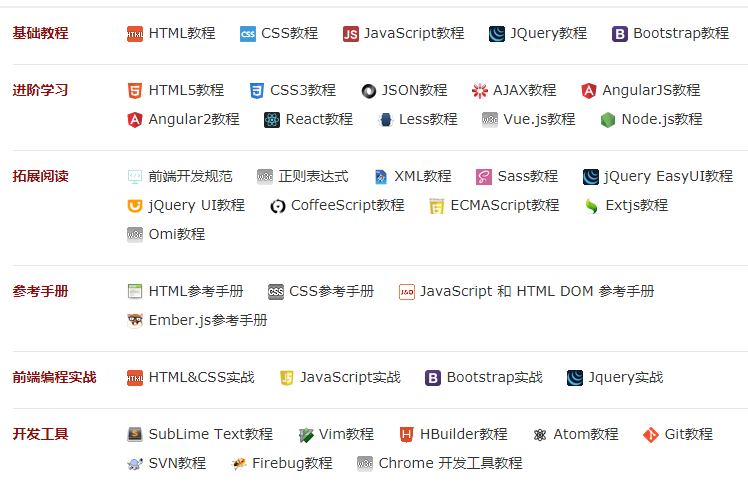 基础教程 HTML教程 CSS教程 JavaScript教程 JQuery教程 Bootstrap教程
进阶学习 HTML5教程 CSS3教程 JSON教程 AJAX教程 AngularJS教程
Angular2教程 React教程 Less教程 Vue.js教程 Node.js教程
拓展阅读 前端开发规范 正则表达式 XML教程 Sass教程 jQuery EasyUI教程
jQuery UI教程 CoffeeScript教程 ECMAScript教程 Extjs教程
Omi教程
参考手册 HTML参考手册 CSS参考手册 JavaScript 和 HTML DOM 参考手册
Ember.js参考手册
前端编程实战 HTML&CSS实战 JavaScript实战 Bootstrap实战 Jquery实战
开发工具 SubLime Text教程 Vim教程 HBuilder教程 Atom教程 Git教程
SVN教程 Firebug教程 Chrome 开发工具教程